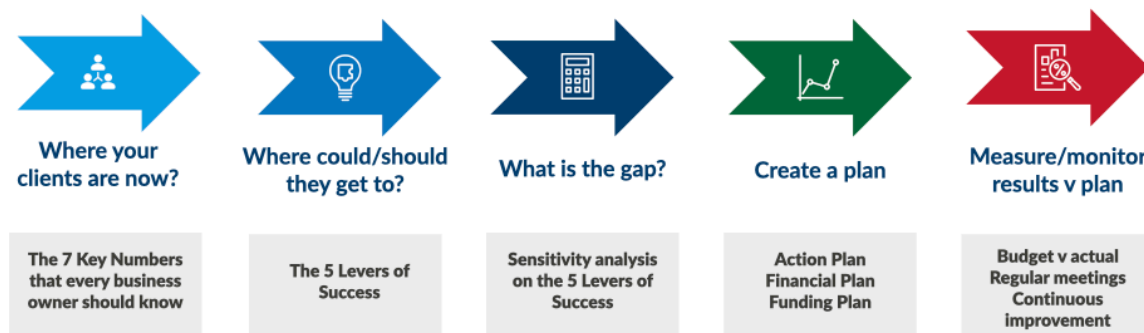 Where your
clients are now?
Where could/should
they get to?
What is the gap?
Create a plan
Measure/monitor
results v plan
The 7 Key Numbers
that every business
owner should know
The 5 Levers of
Success
Sensitivity analysis
on the 5 Levers of
Success
Action Plan
Financial Plan
Funding Plan
Budget v actual
Regular meetings
Continuous
improvement